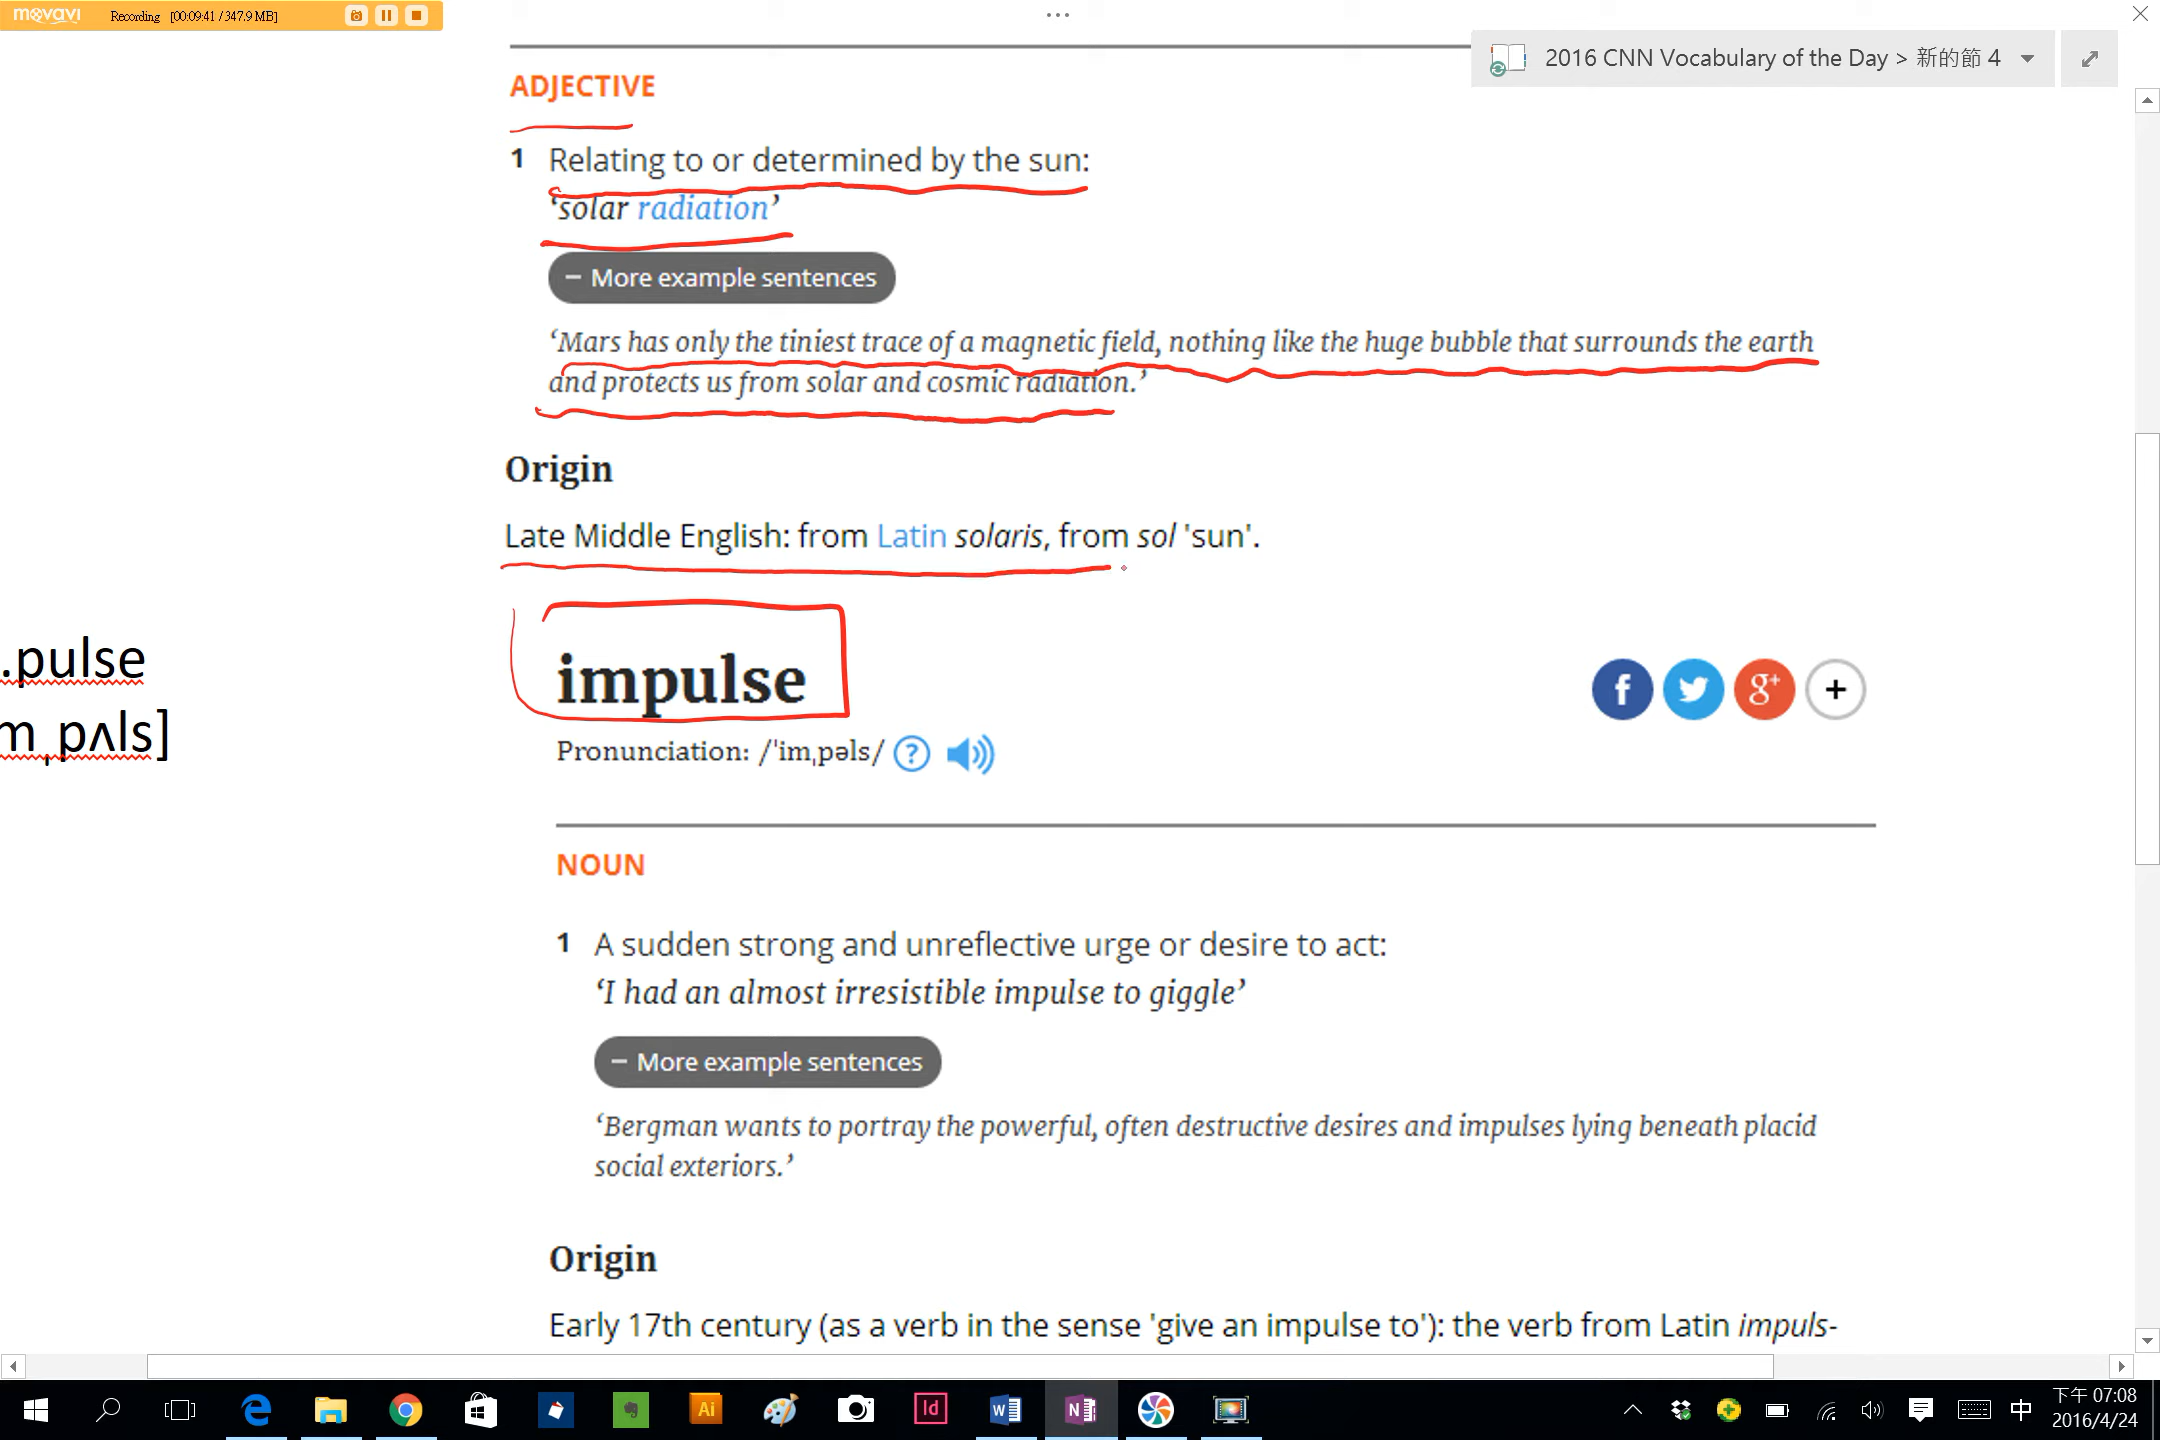 movavi Recording [00:09:41 / 347.9 MB]
2016 CNN Vocabulary of the Day > 新的節 4
ADJECTIVE
1 Relating to or determined by the sun:
‘solar radiation’
− More example sentences
‘Mars has only the tiniest trace of a magnetic field, nothing like the huge bubble that surrounds the earth
and protects us from solar and cosmic radiation.’
Origin
Late Middle English: from Latin solaris, from sol 'sun'.
.pulse
mˌpʌls]
impulse
f g+ +
Pronunciation: /ˈimˌpəls/ ?
NOUN
1 A sudden strong and unreflective urge or desire to act:
‘I had an almost irresistible impulse to giggle’
− More example sentences
‘Bergman wants to portray the powerful, often destructive desires and impulses lying beneath placid
social exteriors.’
Origin
Early 17th century (as a verb in the sense 'give an impulse to'): the verb from Latin impuls-
Ai Id W N 中
下午 07:08
2016/4/24